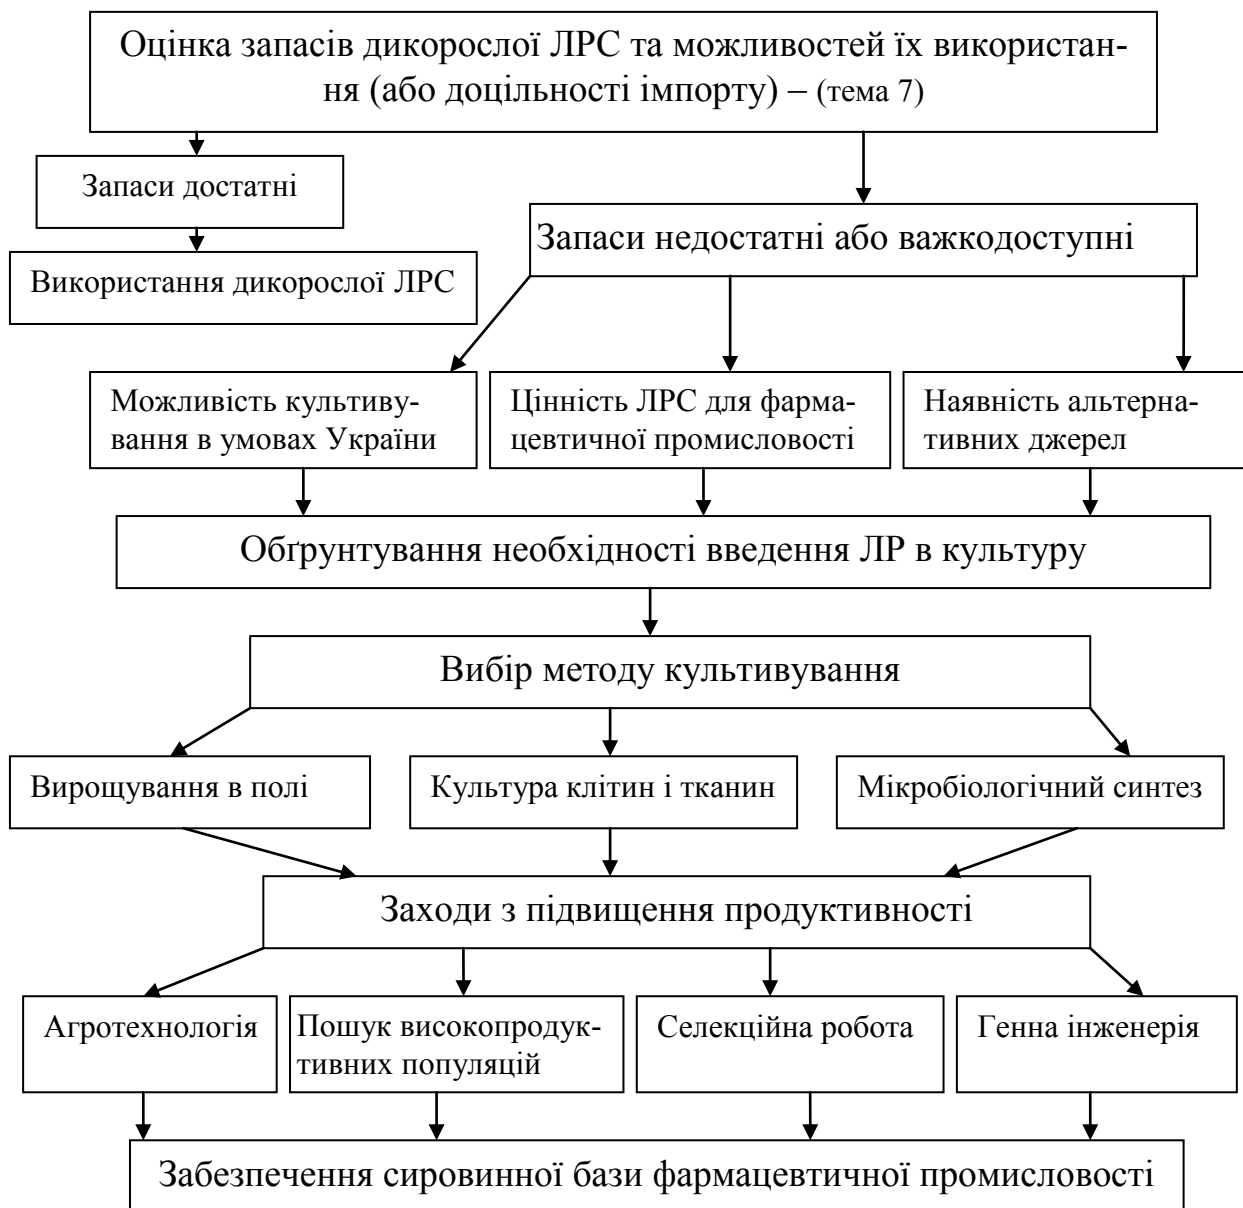 Оцінка запасів дикорослої ЛРС та можливостей їх використан-
ня (або доцільності імпорту) – (тема 7)
Запаси достатні
Запаси недостатні або важкодоступні
Використання дикорослої ЛРС
Можливість культиву-
вання в умовах України
Цінність ЛРС для фарма-
цевтичної промисловості
Наявність альтерна-
тивних джерел
Обґрунтування необхідності введення ЛР в культуру
Вибір методу культивування
Вирощування в полі
Культура клітин і тканин
Мікробіологічний синтез
Заходи з підвищення продуктивності
Агротехнологія
Пошук високопродук-
тивних популяцій
Селекційна робота
Генна інженерія
Забезпечення сировинної бази фармацевтичної промисловості